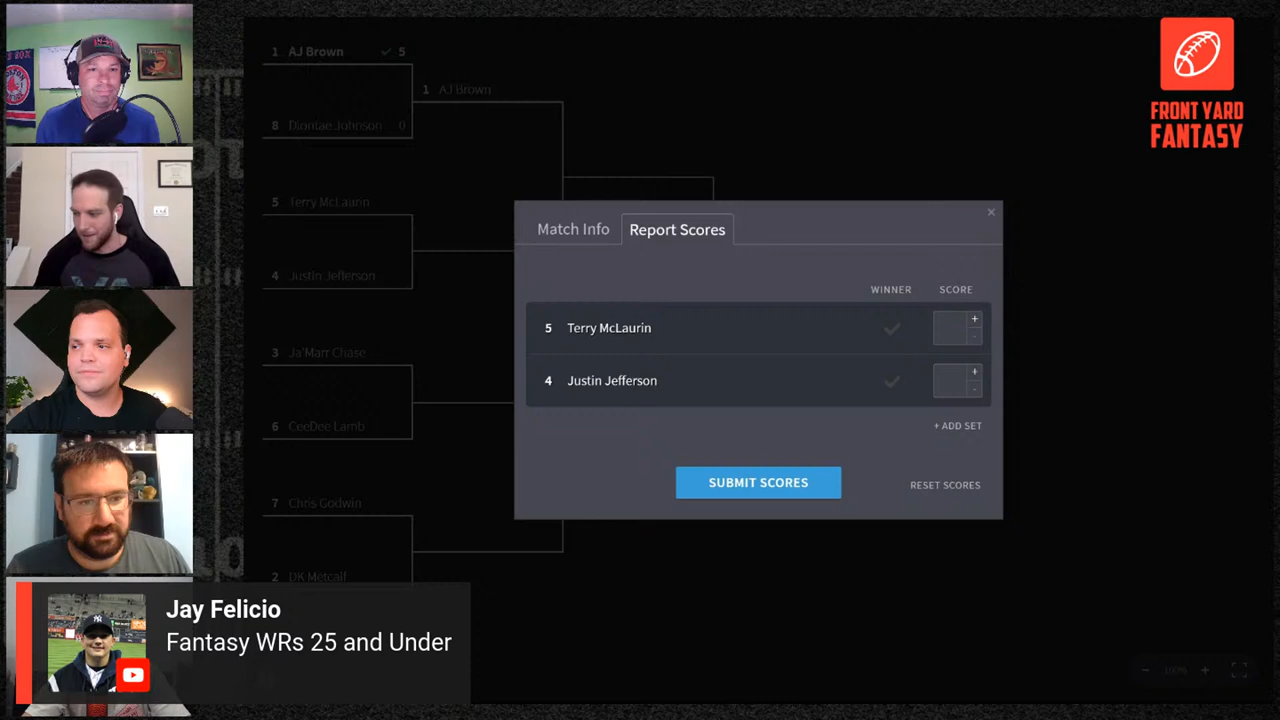 1 AJ Brown 5
1 AJ Brown
8 Diontae Johnson 0
5 Terry McLaurin
4 Justin Jefferson
3 Ja'Marr Chase
6 CeeDee Lamb
7 Chris Godwin
2 DK Metcalf
FRONT YARD
FANTASY
Match Info Report Scores
WINNER SCORE
5 Terry McLaurin
4 Justin Jefferson
+ ADD SET
SUBMIT SCORES
RESET SCORES
Jay Felicio
Fantasy WRs 25 and Under
100%